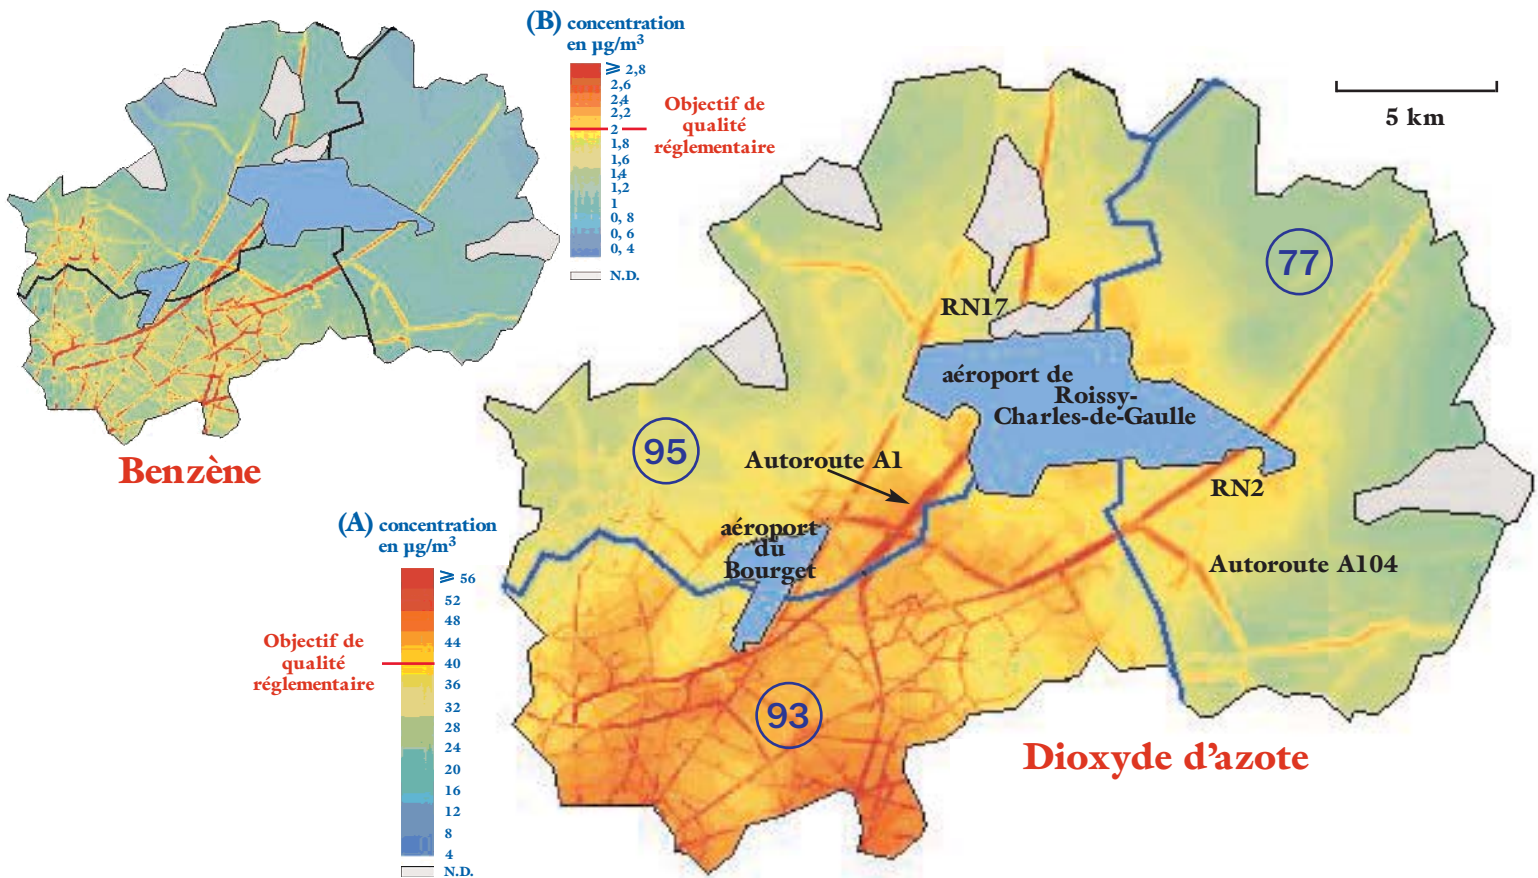 (B) concentration
en µg/m³
⩾ 2,8
2,6
2,4
2,2
2
1,8
1,6
1,4
1,2
1
0, 8
0, 6
0, 4
N.D.
Objectif de
qualité
réglementaire
5 km
77
RN17
aéroport de
Roissy-
Charles-de-Gaulle
95
Autoroute A1
RN2
aéroport
du
Bourget
Autoroute A104
93
Benzène
(A) concentration
en µg/m³
⩾ 56
52
48
44
40
36
32
28
24
20
16
12
8
4
N.D.
Objectif de
qualité
réglementaire
Dioxyde d’azote